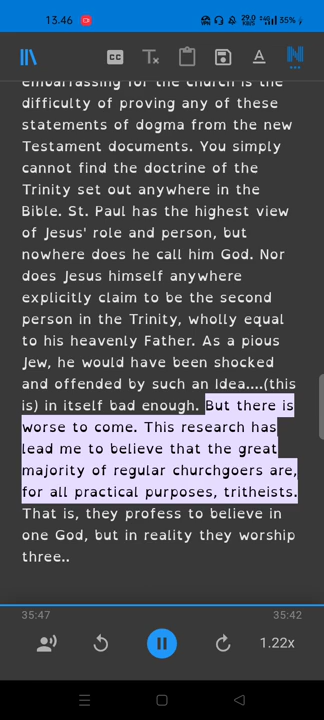 13.46
29.0
KB/S
35%
CC
embarrassing for the church is the
difficulty of proving any of these
statements of dogma from the new
Testament documents. You simply
cannot find the doctrine of the
Trinity set out anywhere in the
Bible. St. Paul has the highest view
of Jesus' role and person, but
nowhere does he call him God. Nor
does Jesus himself anywhere
explicitly claim to be the second
person in the Trinity, wholly equal
to his heavenly Father. As a pious
Jew, he would have been shocked
and offended by such an Idea....(this
is) in itself bad enough. But there is
worse to come. This research has
lead me to believe that the great
majority of regular churchgoers are,
for all practical purposes, tritheists.
That is, they profess to believe in
one God, but in reality they worship
three..
35:47
35:42
1.22x